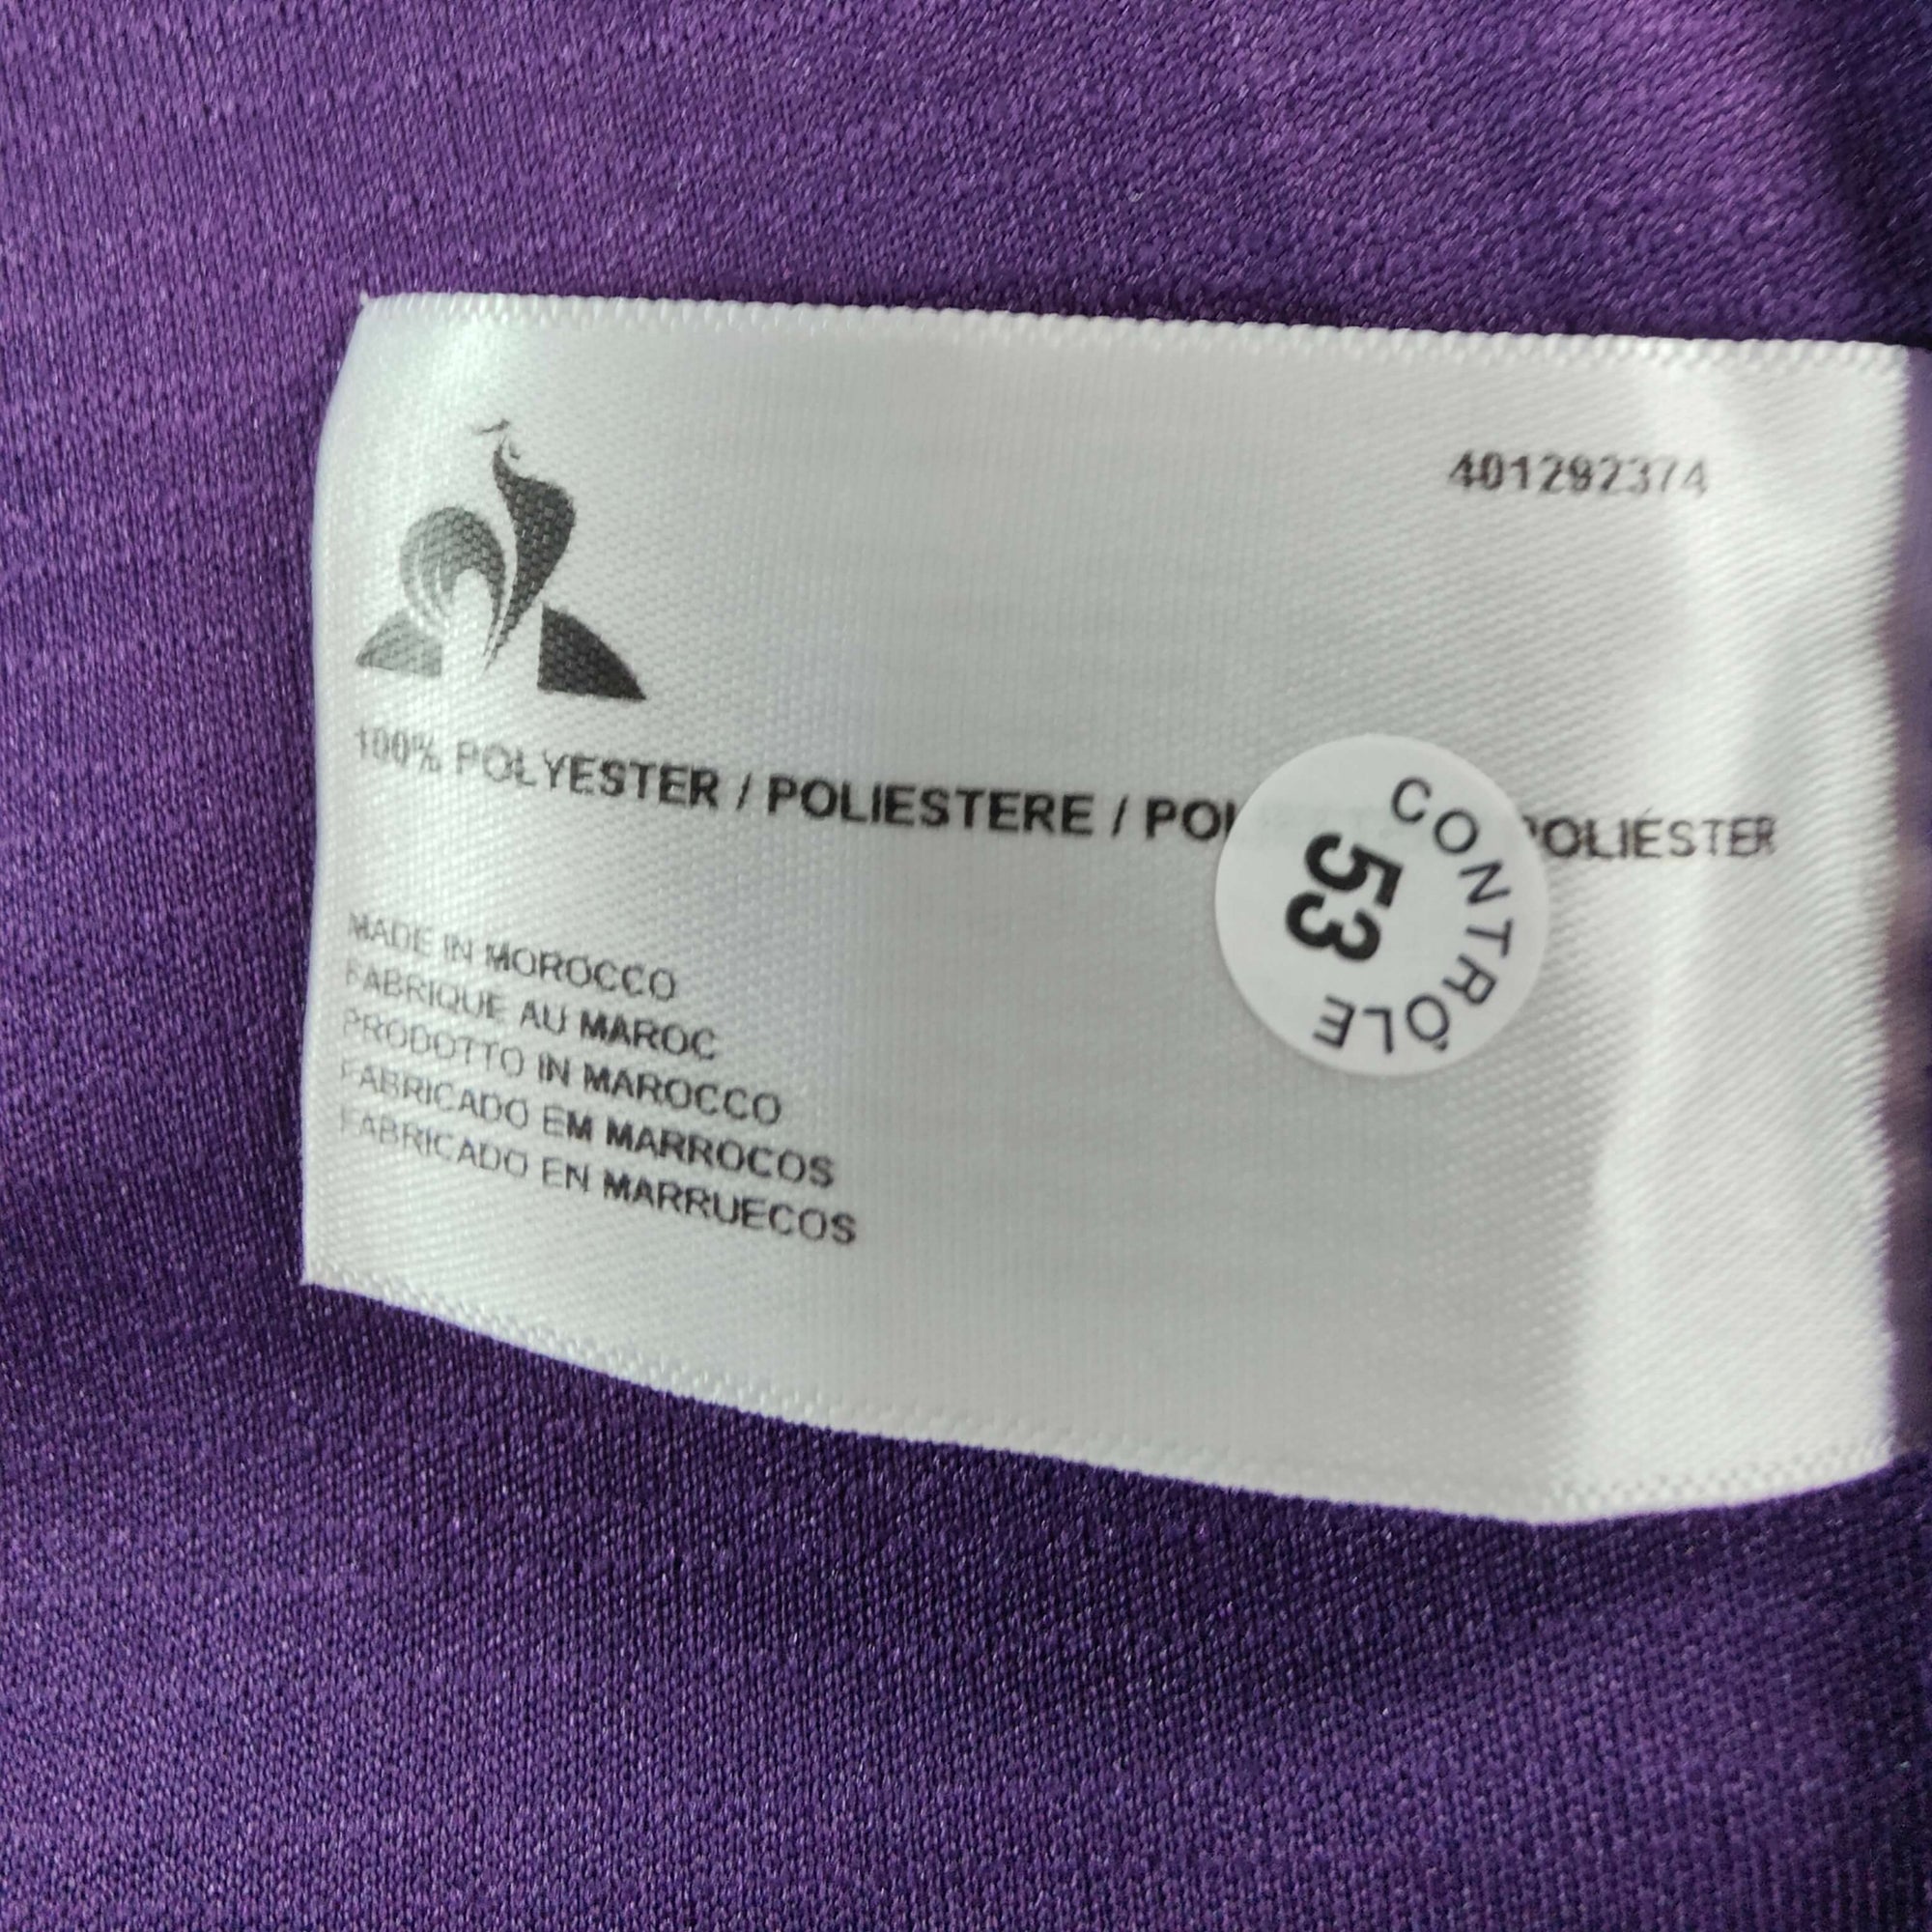 401292374
100% POLYESTER / POLIESTERE / POLIÉSTER
CONTRÔLE
53
MADE IN MOROCCO
FABRIQUE AU MAROC
PRODOTTO IN MAROCCO
FABRICADO EM MARROCOS
FABRICADO EN MARRUECOS